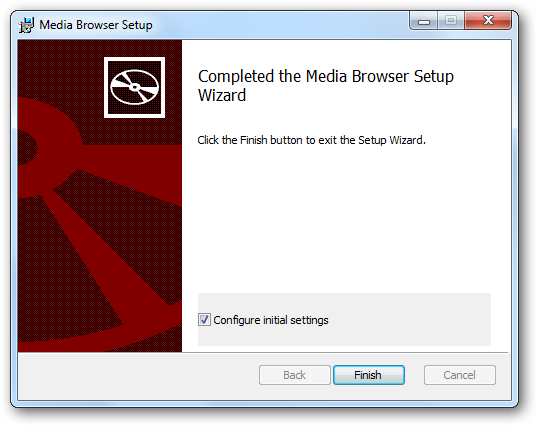 Media Browser Setup
Completed the Media Browser Setup
Wizard
Click the Finish button to exit the Setup Wizard.
Configure initial settings
Back
Finish
Cancel